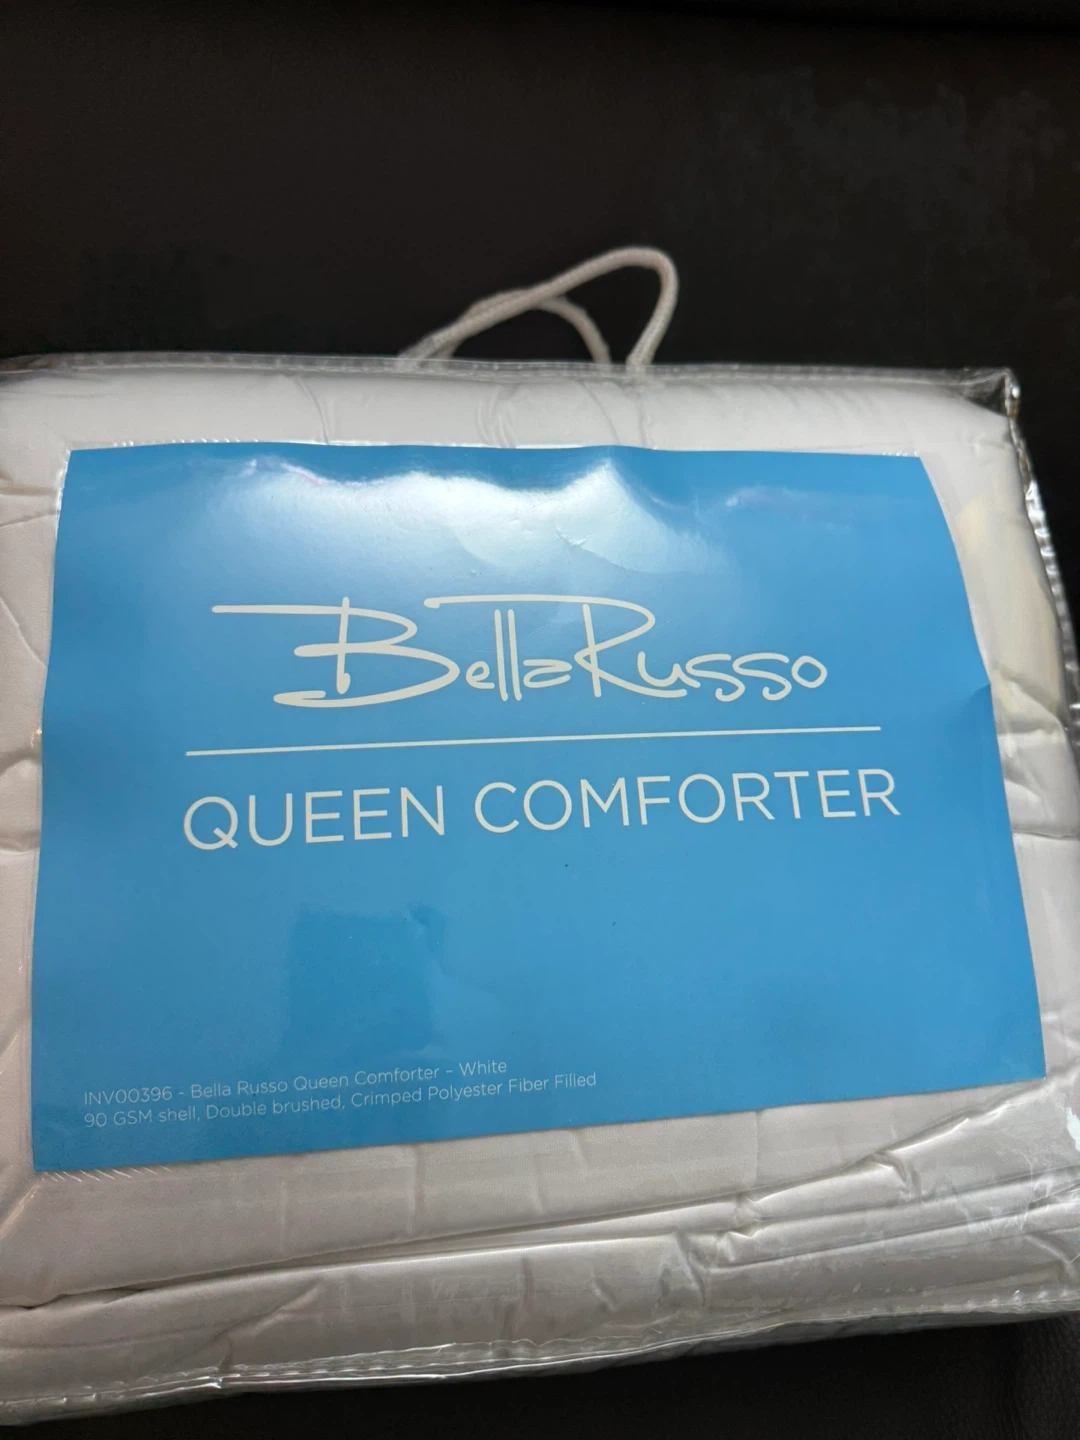 BellaRusso
QUEEN COMFORTER
INV00396 - Bella Russo Queen Comforter – White
90 GSM shell, Double brushed, Crimped Polyester Fiber Filled